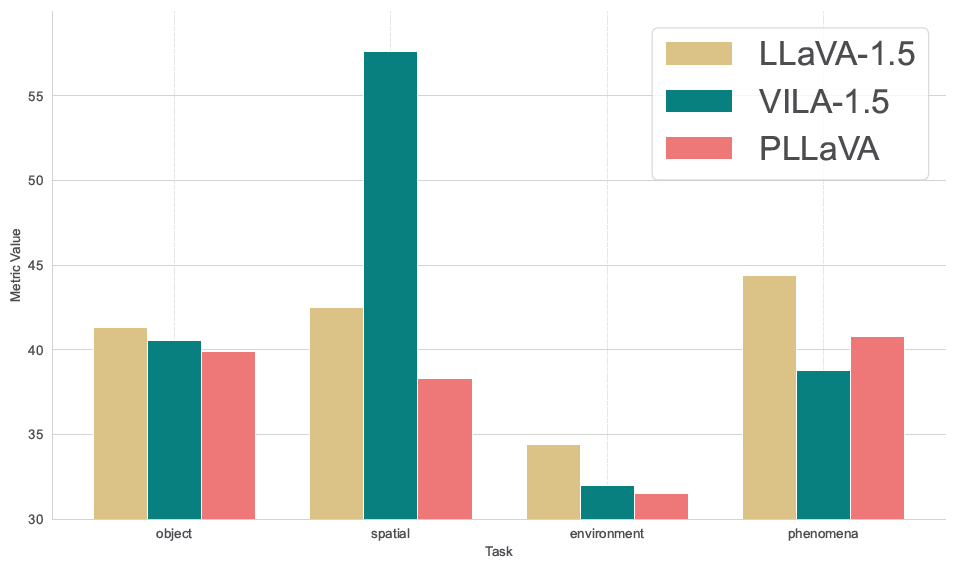 LLaVA-1.5
VILA-1.5
PLLaVA
55
50
45
40
35
30
Metric Value
object
spatial
environment
phenomena
Task